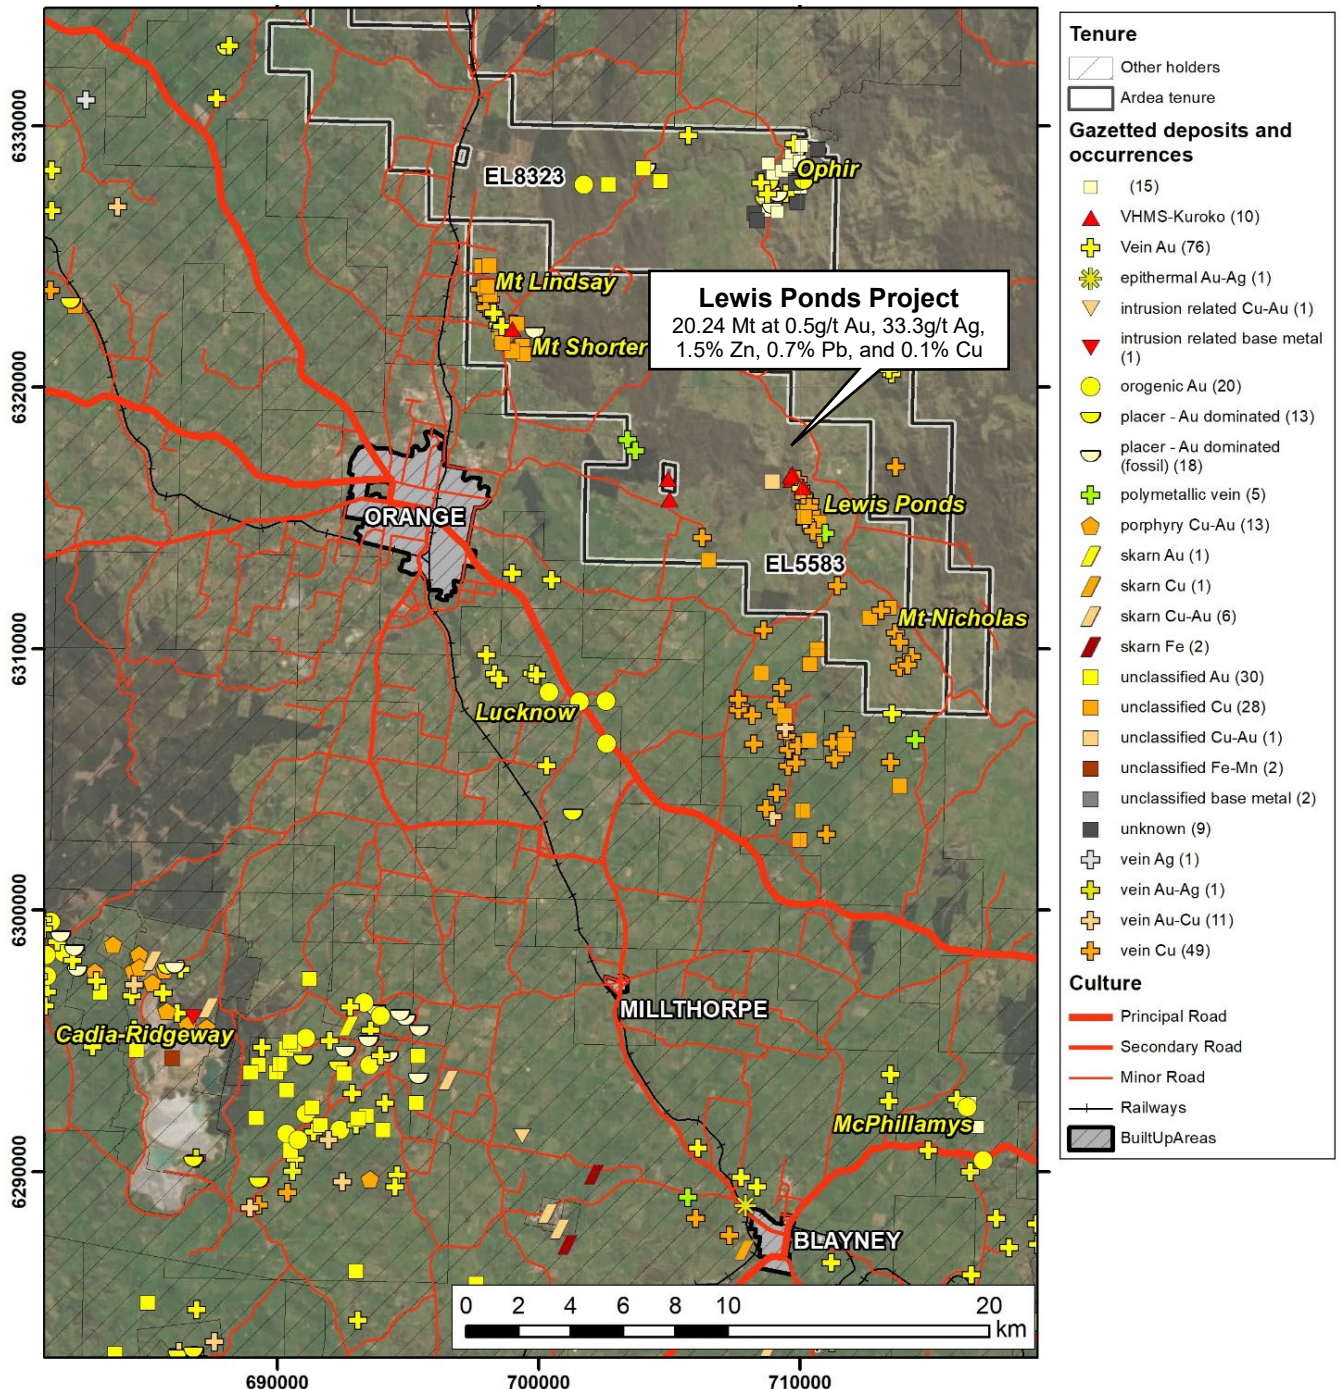 6330000
6320000
6310000
6300000
6290000
690000
700000
710000
EL8323
Ophir
Mt Lindsay
Mt Shorter
Lewis Ponds Project
20.24 Mt at 0.5g/t Au, 33.3g/t Ag,
1.5% Zn, 0.7% Pb, and 0.1% Cu
ORANGE
Lewis Ponds
EL5583
Mt Nicholas
Lucknow
MILLTHORPE
Cadia-Ridgeway
McPhillamys
BLAYNEY
0 2 4 6 8 10 20
km
Tenure
Other holders
Ardea tenure
Gazetted deposits and
occurrences
(15)
VHMS-Kuroko (10)
Vein Au (76)
epithermal Au-Ag (1)
intrusion related Cu-Au (1)
intrusion related base metal
(1)
orogenic Au (20)
placer - Au dominated (13)
placer - Au dominated
(fossil) (18)
polymetallic vein (5)
porphyry Cu-Au (13)
skarn Au (1)
skarn Cu (1)
skarn Cu-Au (6)
skarn Fe (2)
unclassified Au (30)
unclassified Cu (28)
unclassified Cu-Au (1)
unclassified Fe-Mn (2)
unclassified base metal (2)
unknown (9)
vein Ag (1)
vein Au-Ag (1)
vein Au-Cu (11)
vein Cu (49)
Culture
Principal Road
Secondary Road
Minor Road
Railways
BuiltUpAreas